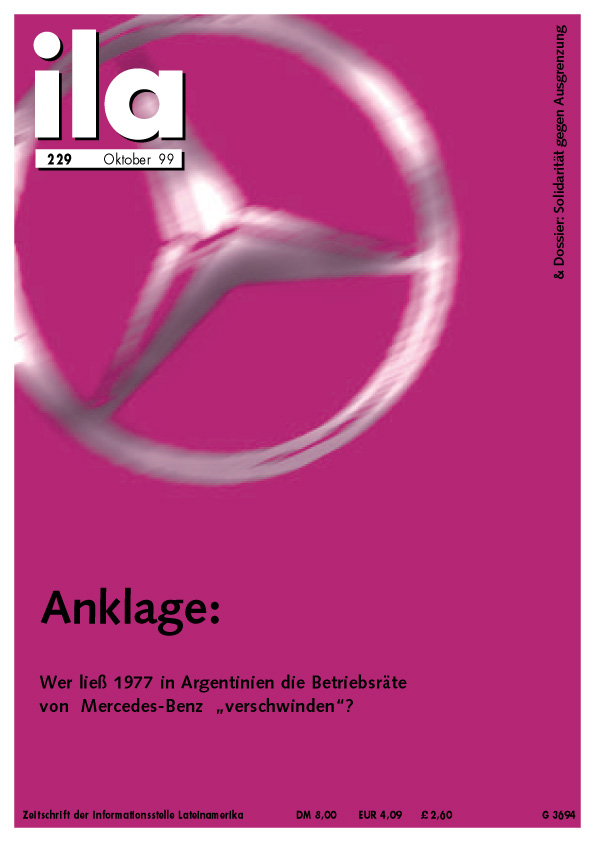 ila
229 Oktober 99
& Dossier: Solidarität gegen Ausgrenzung
Anklage:
Wer ließ 1977 in Argentinien die Betriebsräte
von Mercedes-Benz „verschwinden“?
Zeitschrift der Informationsstelle Lateinamerika DM 8,00 EUR 4,09 £ 2,60 G 3694